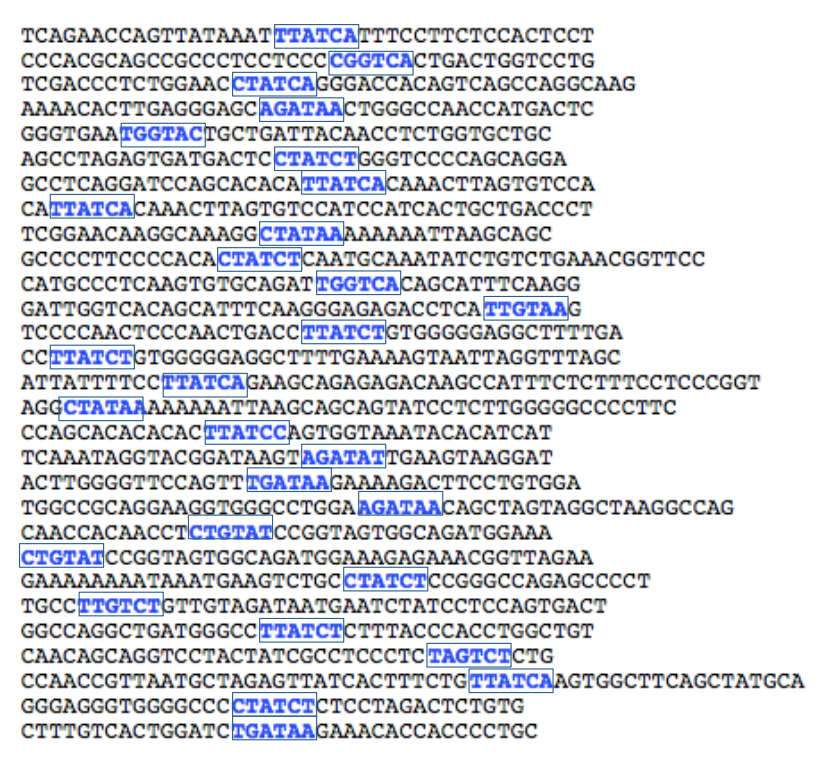 TCAGAACCAGTTATAAATTTATCATTTCCTTCTCCACTCCT
CCCACGCAGCCGCCCTCCTCCCCGGTCACTGACTGGTCCTG
TCGACCCTCTGGAACCTATCAGGGACCACAGTCAGCCAGGCAAG
AAAACACTTGAGGGAGCAGATAACTGGGCCAACCATGACTC
GGGTGAATGGTACTGCTGATTACAACCTCTGGTGCTGC
AGCCTAGAGTGATGACTCCTATCTGGGTCCCCAGCAGGA
GCCTCAGGATCCAGCACACATTATCACAAACTTAGTGTCCA
CATTATCACAAACTTAGTGTCCATCCATCACTGCTGACCCT
TCGGAACAAGGCAAAGGCTATAAAAAAAATTAAGCAGC
GCCCCTTCCCCACACTATCTCAATGCAAATATCTGTCTGAAACGGTTCC
CATGCCCTCAAGTGTGCAGATTGGTCACAGCATTTCAAGG
GATTGGTCACAGCATTTCAAGGGAGAGACCTCATTGTAAG
TCCCCAACTCCCAACTGACCTTATCTGTGGGGGAGGCTTTTGA
CCTTATCTGTGGGGGAGGCTTTTGAAAAGTAATTAGGTTTAGC
ATTATTTTCCTTATCAGAAGCAGAGAGACAAGCCATTTCTCTTTCCTCCCGGT
AGGCTATAAAAAAAATTAAGCAGCAGTATCCTCTTGGGGGCCCCTTC
CCAGCACACACACTTATCCAGTGGTAAATACACATCAT
TCAAATAGGTACGGATAAGTAGATATTGAAGTAAGGAT
ACTTGGGGTTCCAGTTTGATAAGAAAAGACTTCCTGTGGA
TGGCCGCAGGAAGGTGGGCCTGGAAGATAACAGCTAGTAGGCTAAGGCCAG
CAACCACAACCTCTGTATCCGGTAGTGGCAGATGGAAA
CTGTATCCGGTAGTGGCAGATGGAAAGAGAAACGGTTAGAA
GAAAAAAAATAAATGAAGTCTGCCTATCTCCGGGCCAGAGCCCCT
TGCCTTGTCTGTTGTAGATAATGAATCTATCCTCCAGTGACT
GGCCAGGCTGATGGGCCTTATCTCTTTACCCACCTGGCTGT
CAACAGCAGGTCCTACTATCGCCTCCCTCTAGTCTCTG
CCAACCGTTAATGCTAGAGTTATCACTTTCTGTTATCAAGTGGCTTCAGCTATGCA
GGGAGGGTGGGGCCCCTATCTCTCCTAGACTCTGTG
CTTTGTCACTGGATCTGATAAGAAACACCACCCCTGC